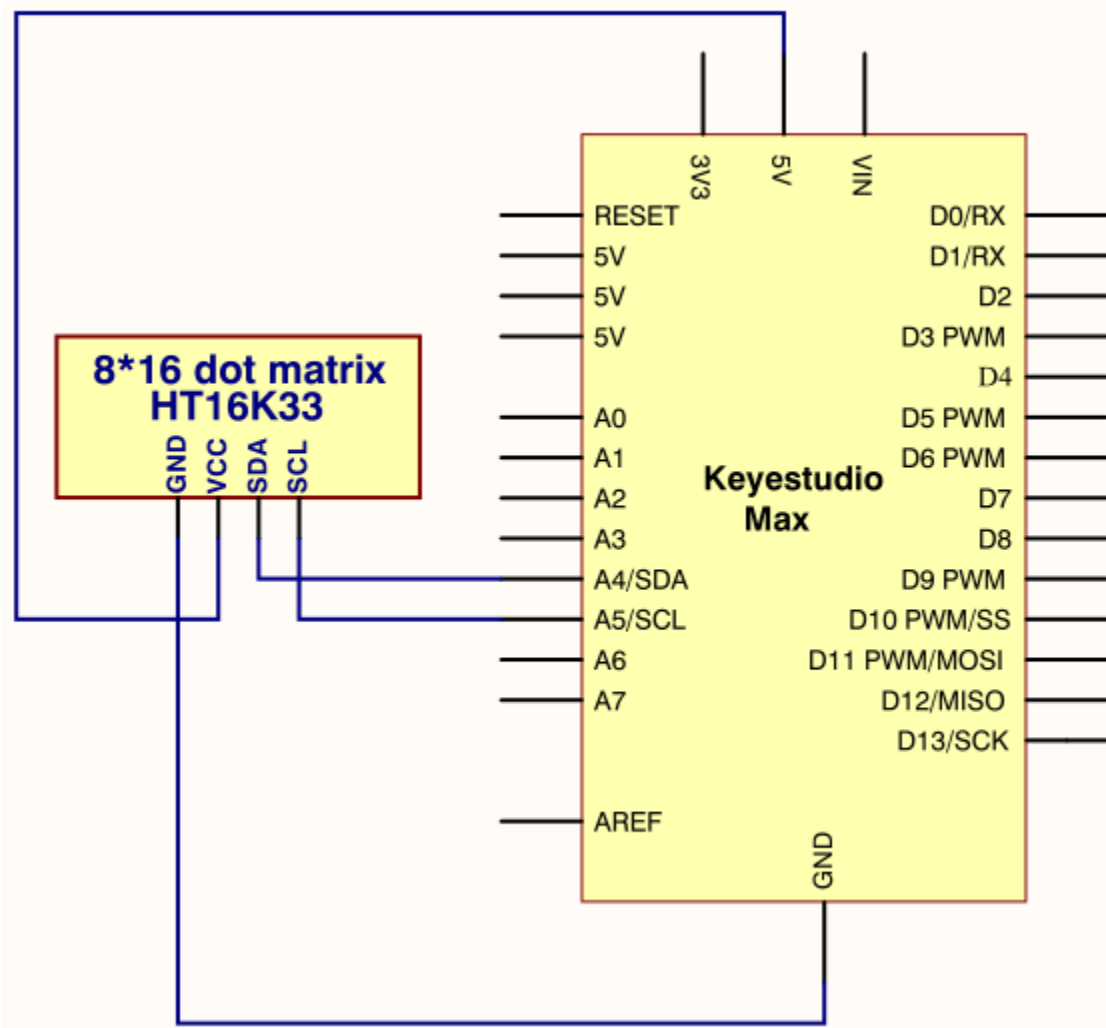 3V3
5V
VIN
RESET
5V
5V
5V
A0
A1
A2
A3
A4/SDA
A5/SCL
A6
A7
AREF
D0/RX
D1/RX
D2
D3 PWM
D4
D5 PWM
D6 PWM
D7
D8
D9 PWM
D10 PWM/SS
D11 PWM/MOSI
D12/MISO
D13/SCK
Keyestudio
Max
GND
8*16 dot matrix
HT16K33
GND
VCC
SDA
SCL